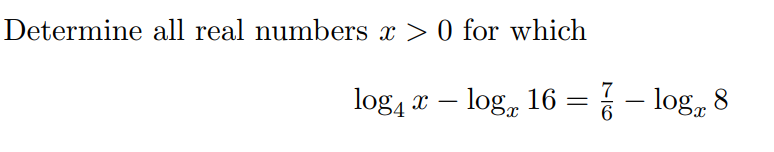 Determine all real numbers x > 0 for which
log₄ x − logₓ 16 = 7/6 − logₓ 8